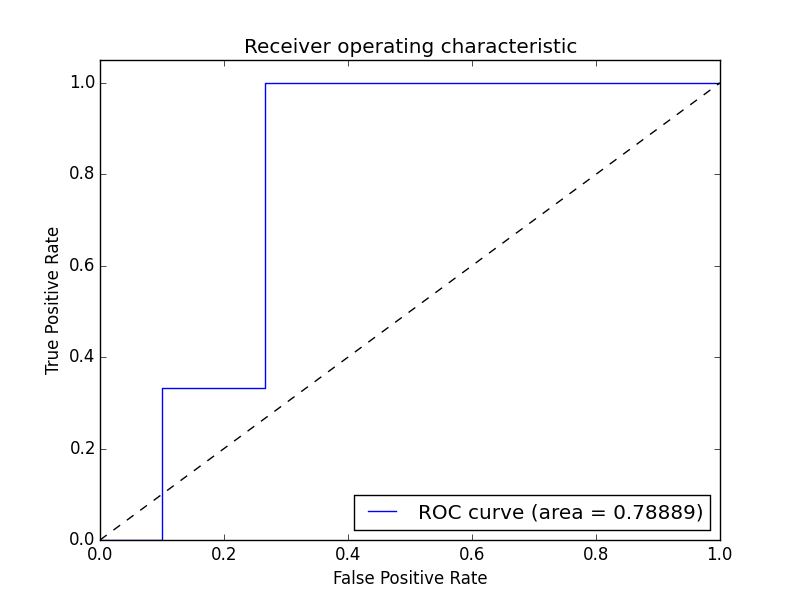 Receiver operating characteristic
1.0
0.8
0.6
0.4
0.2
0.0
True Positive Rate
ROC curve (area = 0.78889)
0.0 0.2 0.4 0.6 0.8 1.0
False Positive Rate